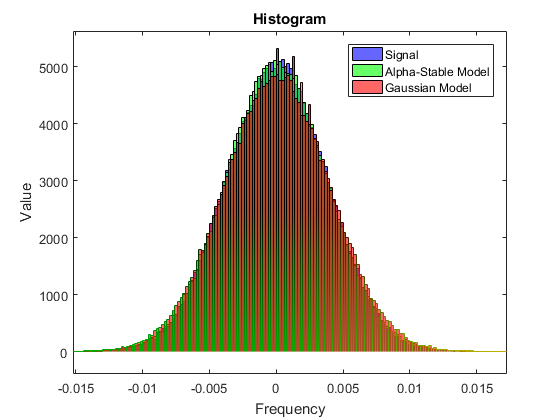 Histogram
Signal
Alpha-Stable Model
Gaussian Model
5000
4000
3000
2000
1000
0
Value
-0.015 -0.01 -0.005 0 0.005 0.01 0.015
Frequency